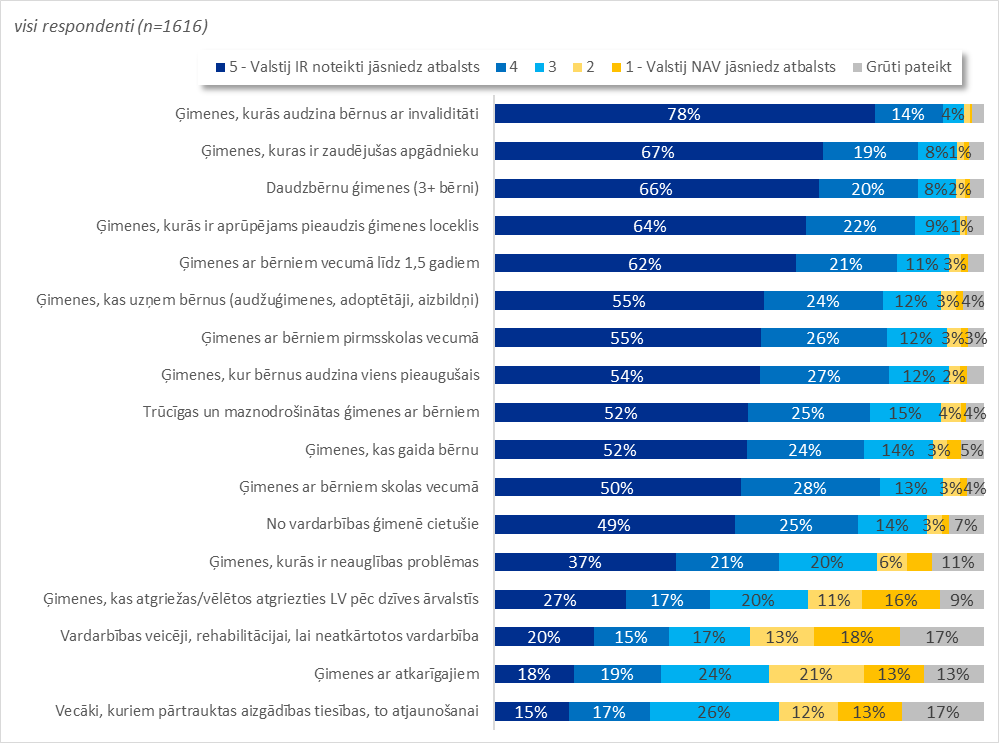 visi respondenti (n=1616)
5 - Valstij IR noteikti jāsniedz atbalsts 4 3 2 1 - Valstij NAV jāsniedz atbalsts Grūti pateikt
Ģimenes, kurās audzina bērnus ar invaliditāti 78% 14% 4%
Ģimenes, kuras ir zaudējušas apgādnieku 67% 19% 8% 1%
Daudzbērnu ģimenes (3+ bērni) 66% 20% 8% 2%
Ģimenes, kurās ir aprūpējams pieaudzis ģimenes loceklis 64% 22% 9% 1%
Ģimenes ar bērniem vecumā līdz 1,5 gadiem 62% 21% 11% 3%
Ģimenes, kas uzņem bērnus (audžuģimenes, adoptētāji, aizbildņi) 55% 24% 12% 3% 4%
Ģimenes ar bērniem pirmsskolas vecumā 55% 26% 12% 3% 3%
Ģimenes, kur bērnus audzina viens pieaugušais 54% 27% 12% 2%
Trūcīgas un maznodrošinātas ģimenes ar bērniem 52% 25% 15% 4% 4%
Ģimenes, kas gaida bērnu 52% 24% 14% 3% 5%
Ģimenes ar bērniem skolas vecumā 50% 28% 13% 3% 4%
No vardarbības ģimenē cietušie 49% 25% 14% 3% 7%
Ģimenes, kurās ir neauglības problēmas 37% 21% 20% 6% 11%
Ģimenes, kas atgriežas/vēlētos atgriezties LV pēc dzīves ārvalstīs 27% 17% 20% 11% 16% 9%
Vardarbības veicēji, rehabilitācijai, lai neatkārtotos vardarbība 20% 15% 17% 13% 18% 17%
Ģimenes ar atkarīgajiem 18% 19% 24% 21% 13% 13%
Vecāki, kuriem pārtrauktas aizgādības tiesības, to atjaunošanai 15% 17% 26% 12% 13% 17%